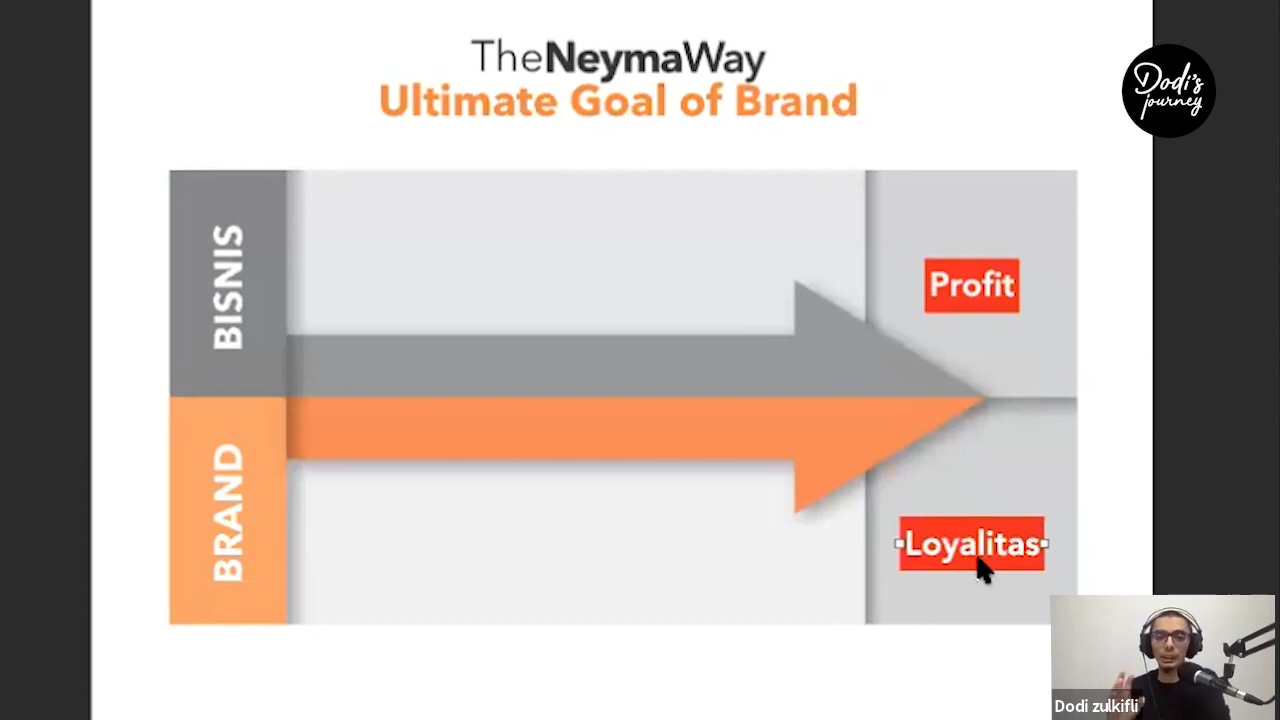 TheNeymaWay
Ultimate Goal of Brand
Dodi's
journey
BISNIS
Profit
BRAND
Loyalitas
Dodi zulkifli